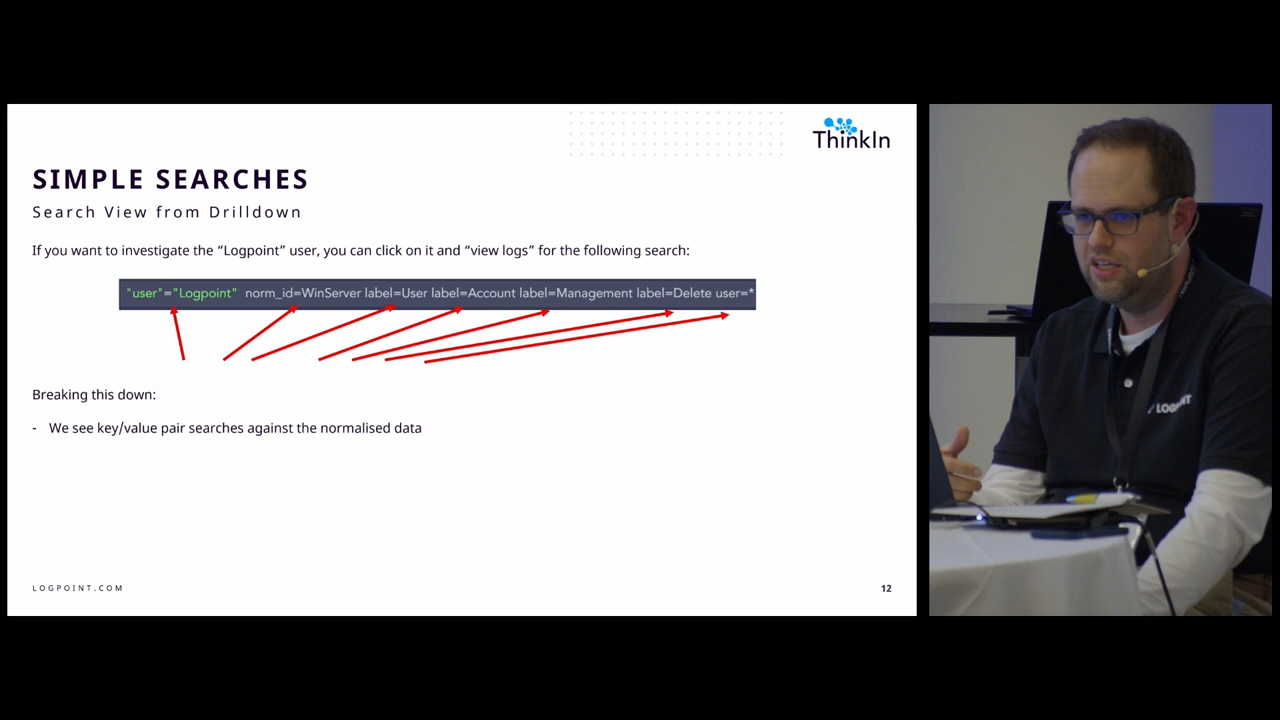 ThinkIn
SIMPLE SEARCHES
Search View from Drilldown
If you want to investigate the “Logpoint” user, you can click on it and “view logs” for the following search:
"user"="Logpoint" norm_id=WinServer label=User label=Account label=Management label=Delete user=*
Breaking this down:
- We see key/value pair searches against the normalised data
LOGPOINT.COM
12